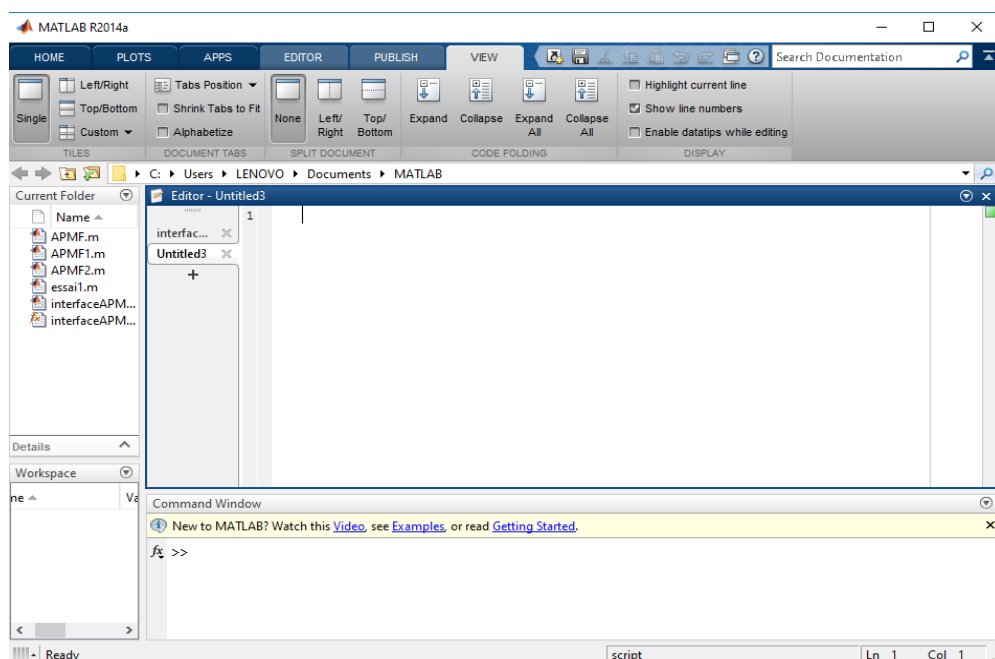 MATLAB R2014a
HOME PLOTS APPS EDITOR PUBLISH VIEW Search Documentation
Single
Left/Right
Top/Bottom
Custom
TILES
Tabs Position
Shrink Tabs to Fit
Alphabetize
DOCUMENT TABS
None
Left/ Right
Top/ Bottom
SPLIT DOCUMENT
Expand
Collapse
Expand All
Collapse All
CODE FOLDING
Highlight current line
Show line numbers
Enable datatips while editing
DISPLAY
C: Users LENOVO Documents MATLAB
Current Folder
Name
APMF.m
APMF1.m
APMF2.m
essai1.m
interfaceAPM...
interfaceAPM...
Details
Workspace
ne Va
Editor - Untitled3
interfac...
Untitled3
+
1
Command Window
New to MATLAB? Watch this Video, see Examples, or read Getting Started.
fx >>
Ready script Ln 1 Col 1